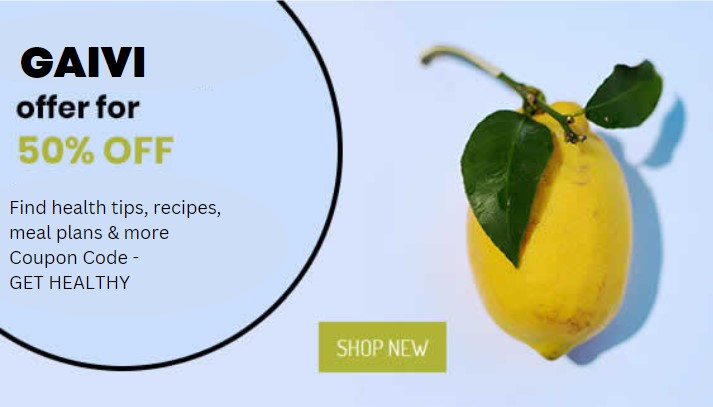 GAIVI
offer for
50% OFF
Find health tips, recipes,
meal plans & more
Coupon Code -
GET HEALTHY
SHOP NEW